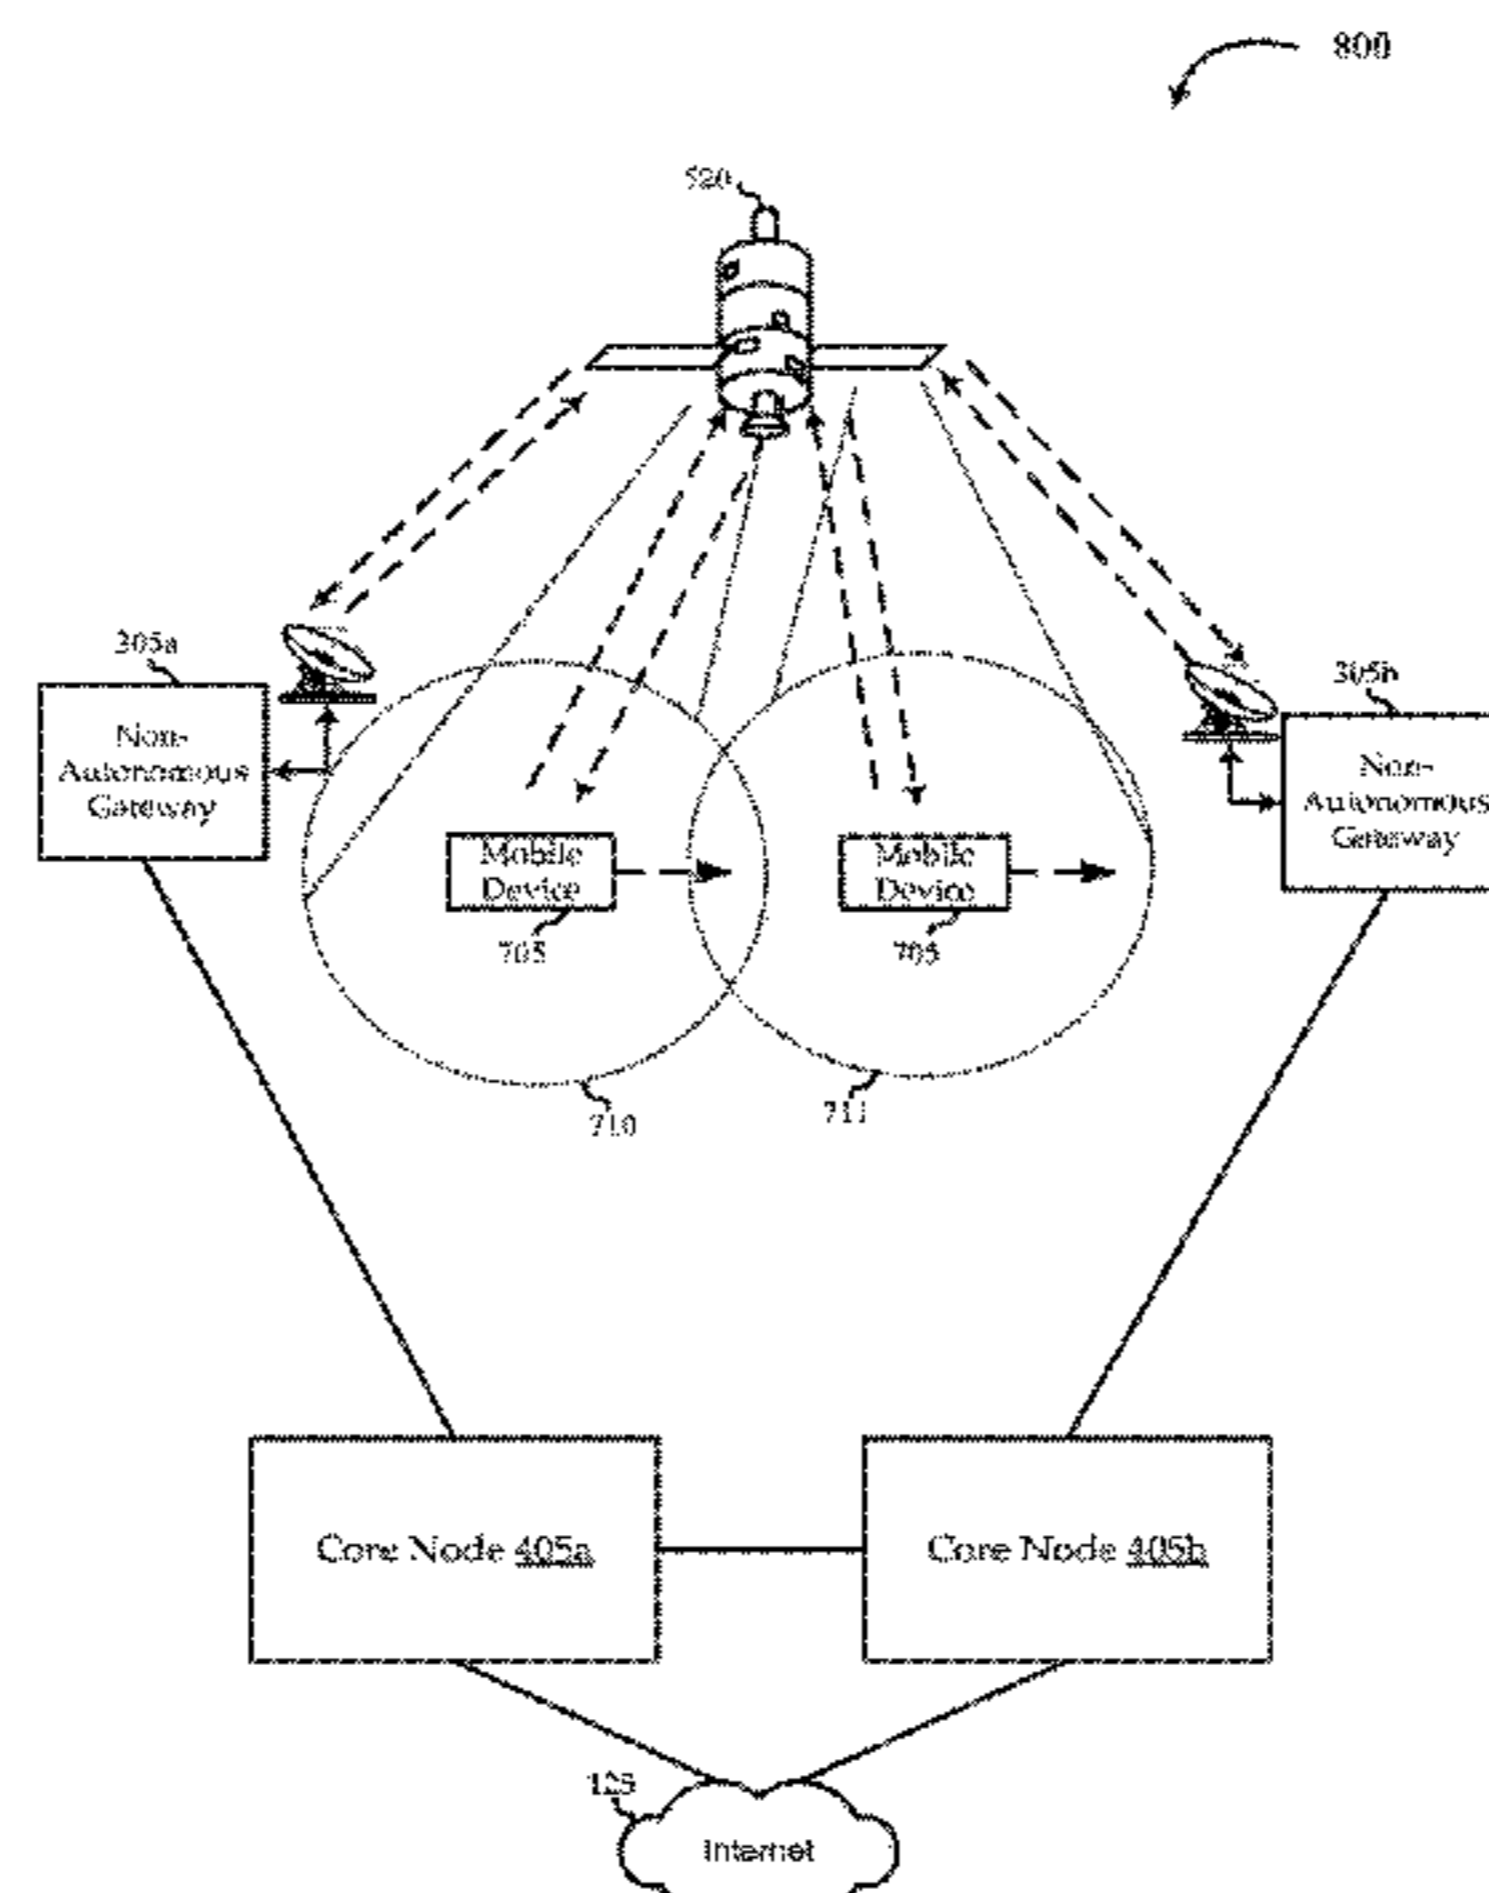 800
520
305a
Non-
Autonomous
Gateway
305b
Non-
Autonomous
Gateway
Mobile
Device
705
Mobile
Device
705
710
711
Core Node 405a
Core Node 405b
125
Internet